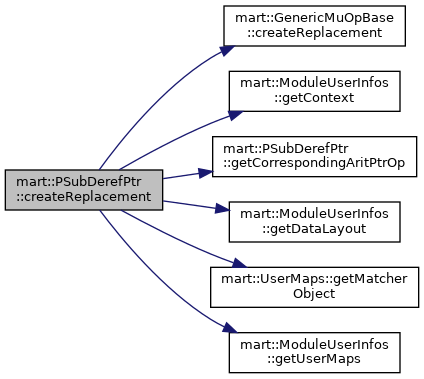 mart::GenericMuOpBase
::createReplacement
mart::ModuleUserInfos
::getContext
mart::PSubDerefPtr
::getCorrespondingAritPtrOp
mart::PSubDerefPtr
::createReplacement
mart::ModuleUserInfos
::getDataLayout
mart::UserMaps::getMatcher
Object
mart::ModuleUserInfos
::getUserMaps